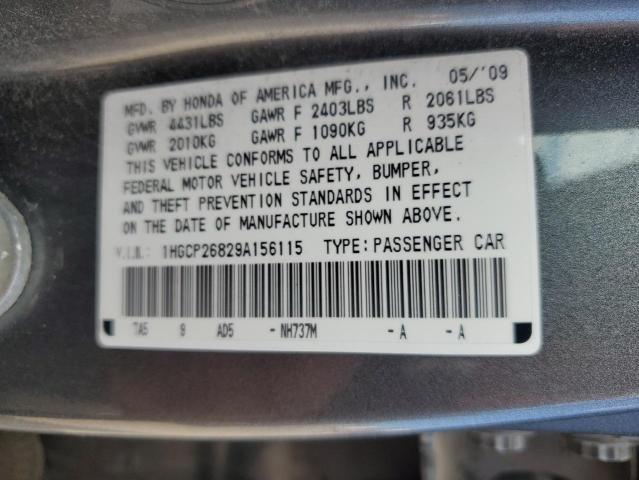 MFD. BY HONDA OF AMERICA MFG., INC. 05/'09
GVWR 4431LBS GAWR F 2403LBS R 2061LBS
GVWR 2010KG GAWR F 1090KG R 935KG
THIS VEHICLE CONFORMS TO ALL APPLICABLE
FEDERAL MOTOR VEHICLE SAFETY, BUMPER,
AND THEFT PREVENTION STANDARDS IN EFFECT
ON THE DATE OF MANUFACTURE SHOWN ABOVE.
V.I.N.: 1HGCP26829A156115 TYPE:PASSENGER CAR
TA5 9 AD5 -NH737M -A -A